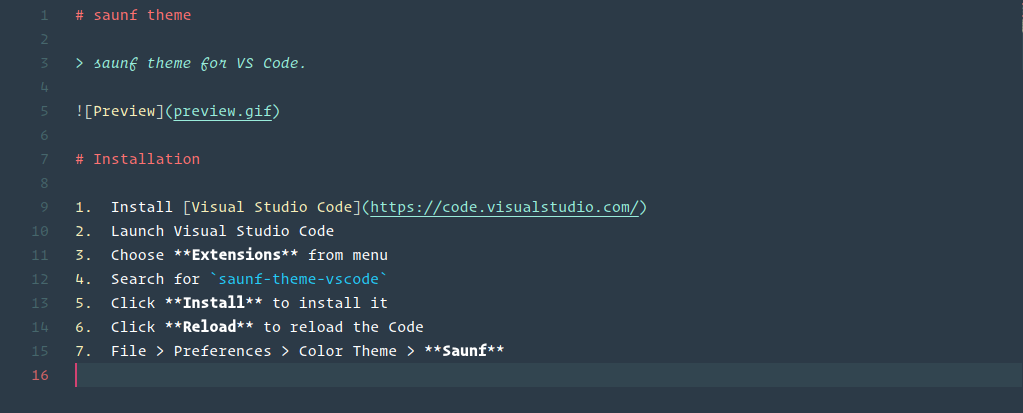 1 # saunf theme
2
3 > saunf theme for VS Code.
4
5 ![Preview](preview.gif)
6
7 # Installation
8
9 1.  Install [Visual Studio Code](https://code.visualstudio.com/)
10 2.  Launch Visual Studio Code
11 3.  Choose **Extensions** from menu
12 4.  Search for `saunf-theme-vscode`
13 5.  Click **Install** to install it
14 6.  Click **Reload** to reload the Code
15 7.  File > Preferences > Color Theme > **Saunf**
16